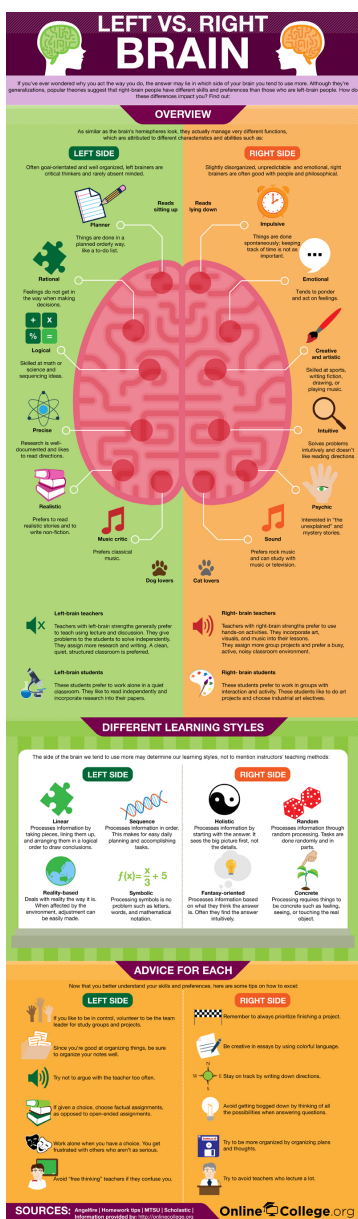 LEFT VS. RIGHT
BRAIN
If you've ever wondered why you act the way you do, the answer may lie in which side of your brain you tend to use more. Although they're
generalizations, popular theories suggest that right-brain people have different skills and preferences than those who are left-brain people. How do
these differences impact you? Find out:
OVERVIEW
As similar as the brain's hemispheres look, they actually manage very different functions,
which are attributed to different characteristics and abilities such as:
LEFT SIDE
Often goal-orientated and well organized, left brainers are
critical thinkers and rarely absent minded.
RIGHT SIDE
Slightly disorganized, unpredictable and emotional, right
brainers are often good with people and philosophical.
Reads
sitting up
Reads
lying down
Planner
Things are done in a
planned orderly way,
like a to-do list.
Impulsive
Things are done
spontaneously; keeping
track of time is not as
important.
Rational
Feelings do not get in
the way when making
decisions.
Emotional
Tends to ponder
and act on feelings.
+ x
% =
Logical
Skilled at math or
science and
sequencing ideas.
Creative
and artistic
Skilled at sports,
writing fiction,
drawing, or
playing music.
Precise
Research is well-
documented and likes
to read directions.
Intuitive
Solves problems
intuitively and doesn't
like reading directions
Realistic
Prefers to read
realistic stories and to
write non-fiction.
Psychic
Interested in "the
unexplained" and
mystery stories.
Music critic
Prefers classical
music.
Sound
Prefers rock music
and can study with
music or television.
Dog lovers
Cat lovers
Left-brain teachers
Teachers with left-brain strengths generally prefer
to teach using lecture and discussion. They give
problems to the students to solve independently.
They assign more research and writing. A clean,
quiet, structured classroom is preferred.
Right- brain teachers
Teachers with right-brain strengths prefer to use
hands-on activities. They incorporate art,
visuals, and music into their lessons.
They assign more group projects and prefer a busy,
active, noisy classroom environment.
Left-brain students
These students prefer to work alone in a quiet
classroom. They like to read independently and
incorporate research into their papers.
Right- brain students
These students prefer to work in groups with
interaction and activity. These students like to do art
projects and choose industrial art electives.
DIFFERENT LEARNING STYLES
The side of the brain we tend to use more may determine our learning styles, not to mention instructors' teaching methods:
LEFT SIDE
RIGHT SIDE
Linear
Processes information by
taking pieces, lining them up,
and arranging them in a logical
order to draw conclusions.
Sequence
Processes information in order.
This makes for easy daily
planning and accomplishing
tasks.
Holistic
Processes information by
starting with the answer. It
sees the big picture first, not
the details.
Random
Processes information through
random processing. Tasks are
done randomly and in
parts.
Reality-based
Deals with reality the way it is.
When affected by the
environment, adjustment can
be easily made.
f(x)= x/3 + 5
Symbolic
Processing symbols is no
problem such as letters,
words, and mathematical
notation.
Fantasy-oriented
Processes information based
on what they think the answer
is. Often they find the answer
intuitively.
Concrete
Processing requires things to
be concrete such as feeling,
seeing, or touching the real
object.
ADVICE FOR EACH
Now that you better understand your skills and preferences, here are some tips on how to excel:
LEFT SIDE
RIGHT SIDE
If you like to be in control, volunteer to be the team
leader for study groups and projects.
Remember to always prioritize finishing a project.
Since you're good at organizing things, be sure
to organize your notes well.
Be creative in essays by using colorful language.
Try not to argue with the teacher too often.
W E
Stay on track by writing down directions.
If given a choice, choose factual assignments,
as opposed to open-ended assignments.
Avoid getting bogged down by thinking of all
the possibilities when answering questions.
Work alone when you have a choice. You get
frustrated with others who aren't as serious.
Try to be more organized by organizing plans
and thoughts.
Avoid "free thinking" teachers if they confuse you.
Try to avoid teachers who lecture a lot.
SOURCES: Angelfire | Homework tips | MTSU | Scholastic |
Information provided by: http://onlinecollege.org
OnlineCollege.org